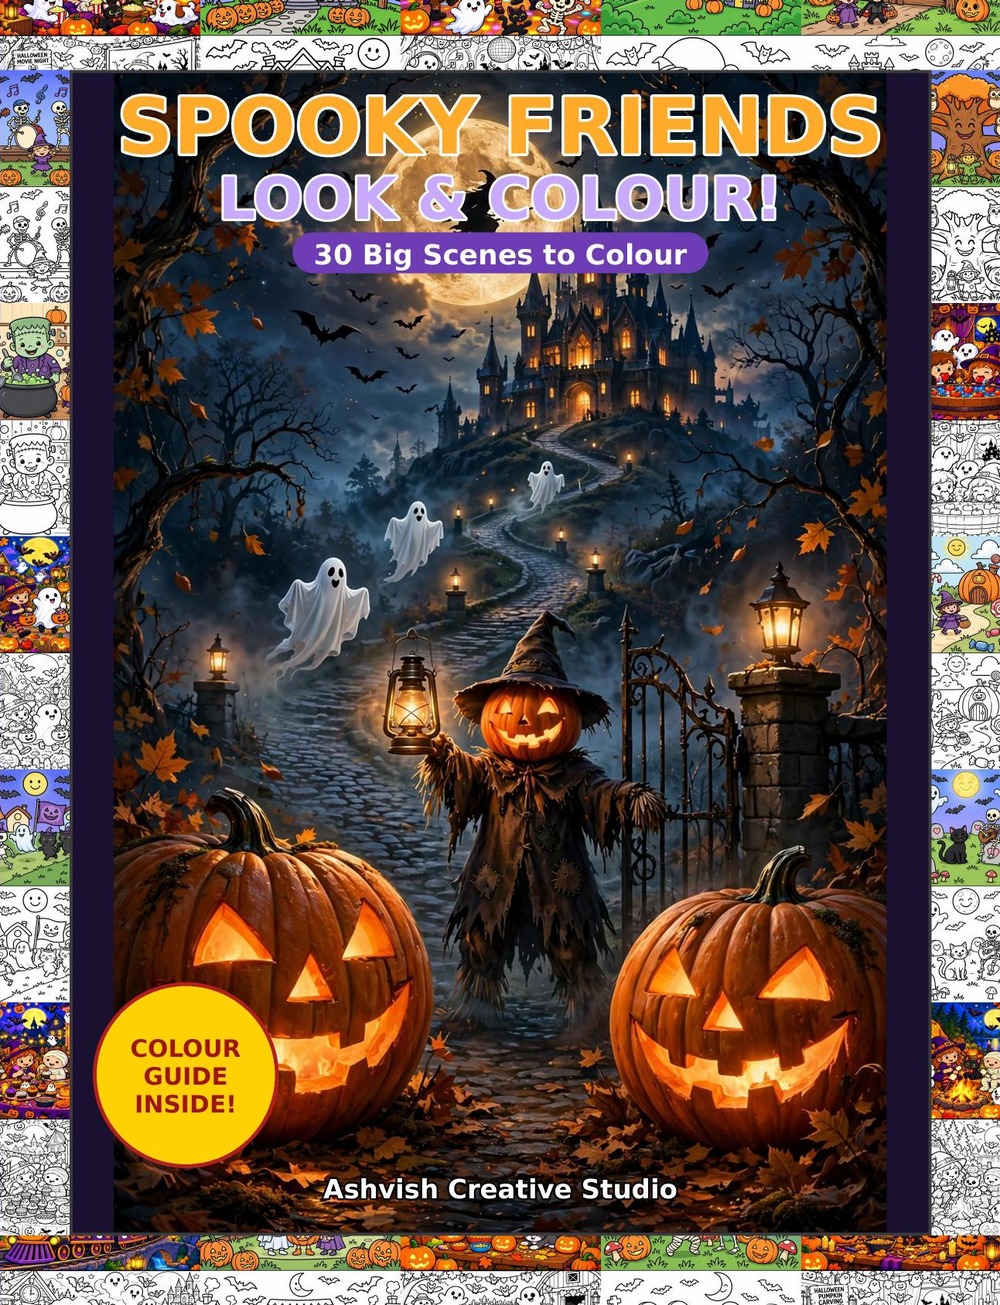 HALLOWEEN
MOVIE NIGHT
SPOOKY FRIENDS
LOOK & COLOUR!
30 Big Scenes to Colour
COLOUR
GUIDE
INSIDE!
Ashvish Creative Studio
HALLOWEEN
PUMPKIN
CARVING